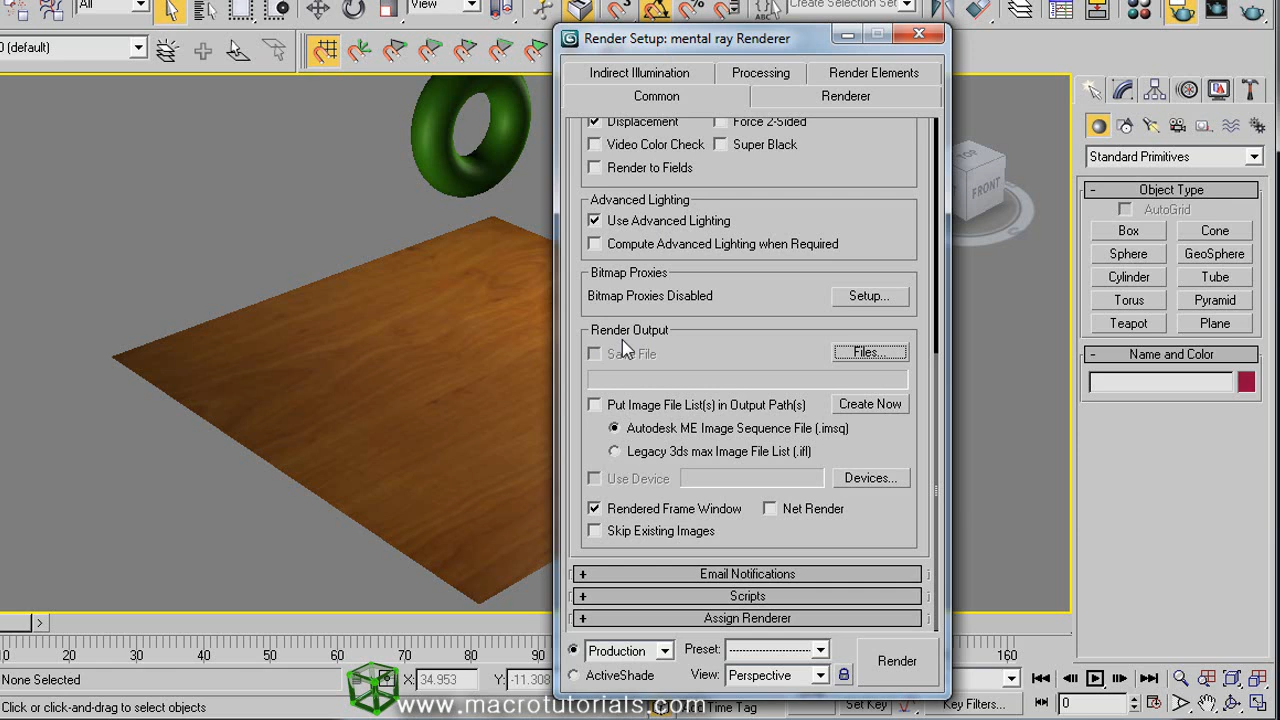 All
View
ABC
Create Selection Set
0 (default)
Render Setup: mental ray Renderer
Indirect Illumination Processing Render Elements
Common Renderer
Displacement Force 2-Sided
Video Color Check Super Black
Render to Fields
Advanced Lighting
Use Advanced Lighting
Compute Advanced Lighting when Required
Bitmap Proxies
Bitmap Proxies Disabled Setup...
Render Output
Save File Files...
Put Image File List(s) in Output Path(s) Create Now
Autodesk ME Image Sequence File (.imsq)
Legacy 3ds max Image File List (.ifl)
Use Device Devices...
Rendered Frame Window Net Render
Skip Existing Images
+ Email Notifications
+ Scripts
+ Assign Renderer
Production Preset: --------------------
ActiveShade View: Perspective
Render
TOP
FRONT
Standard Primitives
- Object Type
AutoGrid
Box Cone
Sphere GeoSphere
Cylinder Tube
Torus Pyramid
Teapot Plane
- Name and Color
10 20 30 40 50 60 70 80 90 160
None Selected X: 34.953 Y: -11.308
Click or click-and-drag to select objects
www.macrotutorials.com
Time Tag
Set Key Key Filters...
0